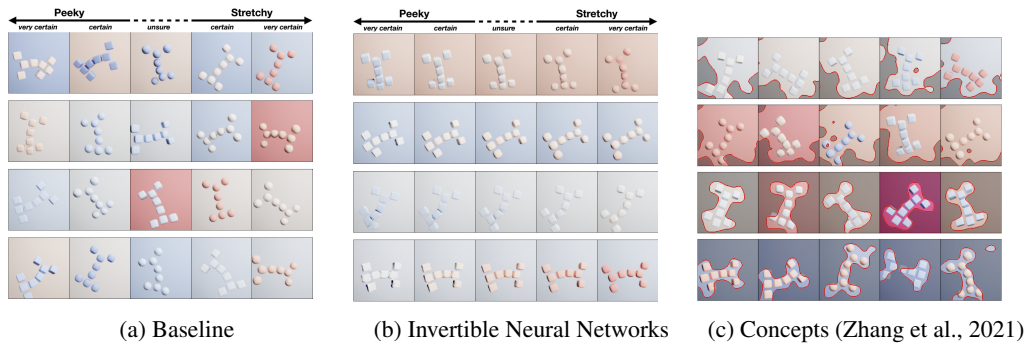 Peeky Stretchy
very certain certain unsure certain very certain
Peeky Stretchy
very certain certain unsure certain very certain
(a) Baseline
(b) Invertible Neural Networks
(c) Concepts (Zhang et al., 2021)